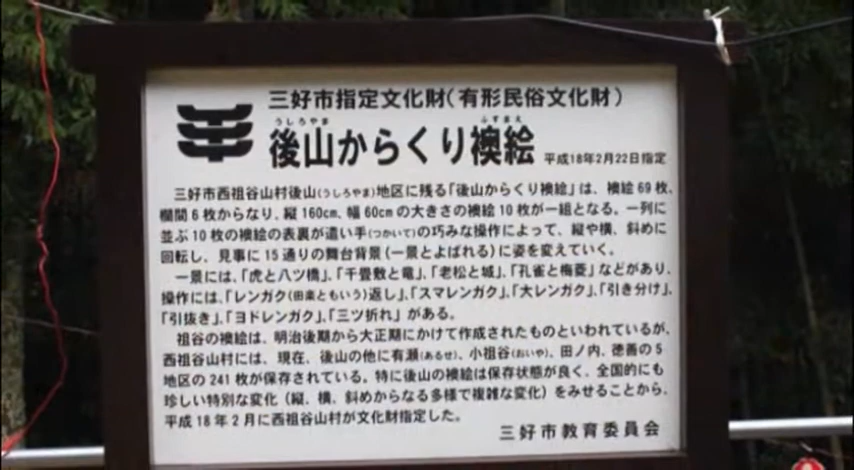 三好市指定文化財(有形民俗文化財)
うしろやま ふすまえ
後山からくり襖絵 平成18年2月22日指定
三好市西祖谷山村後山(うしろやま)地区に残る「後山からくり襖絵」は、襖絵69枚、
欄間6枚からなり、縦160cm、幅60cmの大きさの襖絵10枚が一組となる。一列に
並ぶ10枚の襖絵の表裏が遣い手(つかいて)の巧みな操作によって、縦や横、斜めに
回転し、見事に15通りの舞台背景(一景とよばれる)に姿を変えていく。
一景には、「虎と八ツ橋」、「千畳敷と竜」、「老松と城」、「孔雀と梅菱」などがあり、
操作には、「レンガク(田楽ともいう)返し」、「スマレンガク」、「大レンガク」、「引き分け」、
「引抜き」、「ヨドレンガク」、「三ツ折れ」がある。
祖谷の襖絵は、明治後期から大正期にかけて作成されたものといわれているが、
西祖谷山村には、現在、後山の他に有瀬(あるせ)、小祖谷(おいや)、田ノ内、徳善の5
地区の241枚が保存されている。特に後山の襖絵は保存状態が良く、全国的にも
珍しい特別な変化(縦、横、斜めからなる多様で複雑な変化)をみせることから、
平成18年2月に西祖谷山村が文化財指定した。
三好市教育委員会